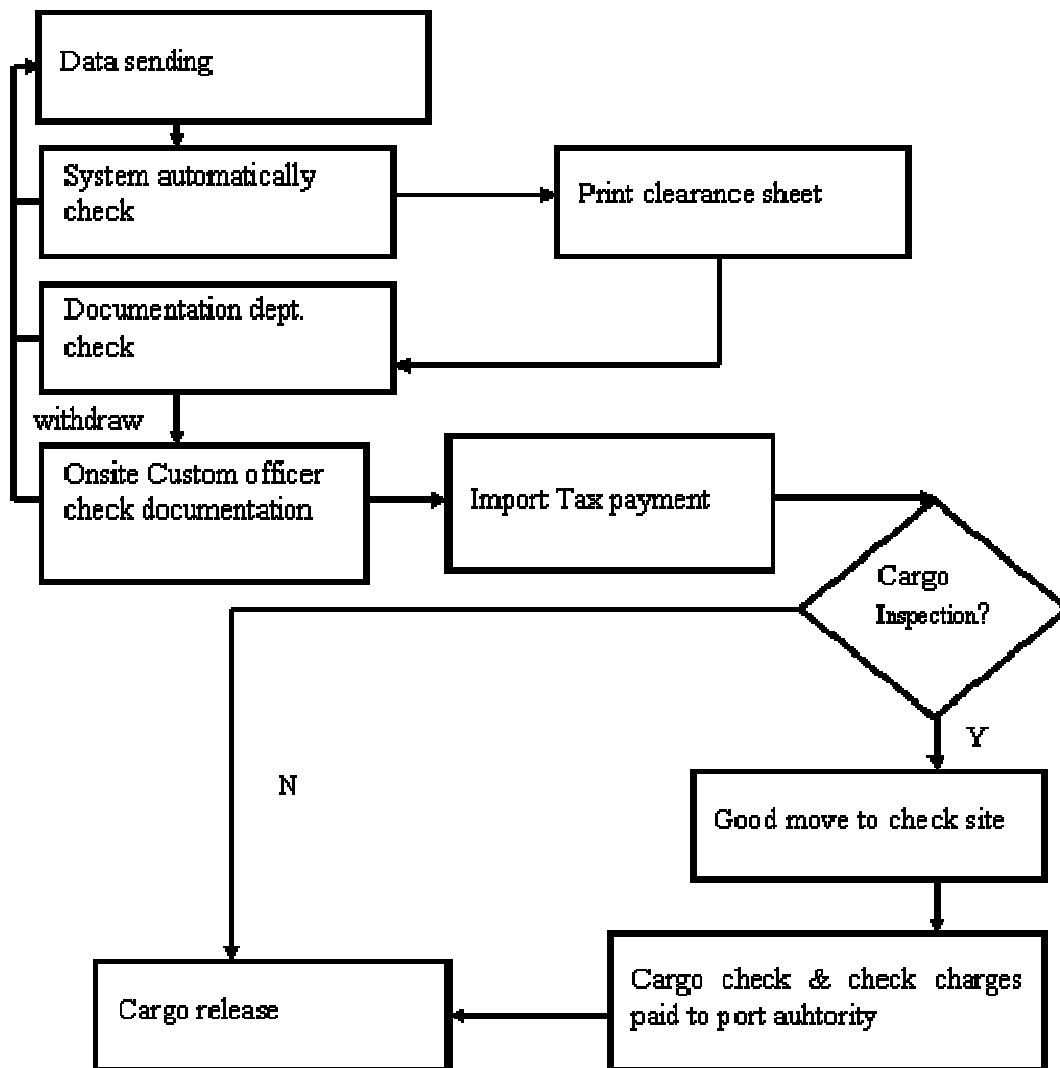 Data sending
System automatically
check
Print clearance sheet
Documentation dept.
check
withdraw
Onsite Custom officer
check documentation
Import Tax payment
Cargo
Inspection?
Y
N
Good move to check site
Cargo check & check charges
paid to port auhtority
Cargo release